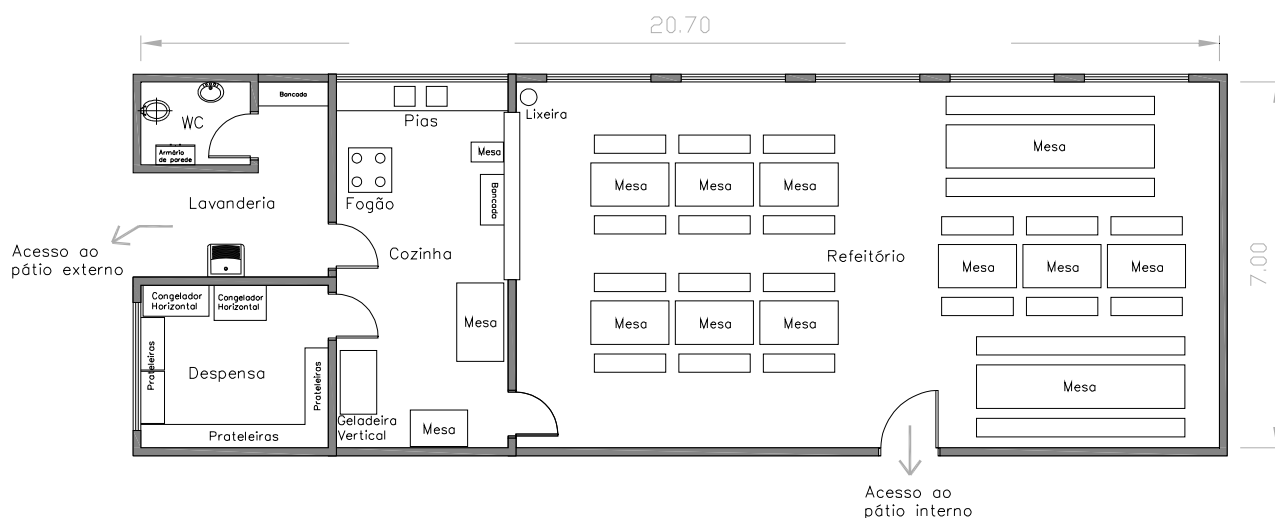 20.70
Bancada
WC
Armário
de parede
Pias
Lixeira
Mesa
Mesa
Bancada
Fogão
Lavanderia
Mesa
Mesa
Mesa
Acesso ao
pátio externo
Cozinha
Refeitório
7.00
Mesa
Mesa
Mesa
Congelador
Horizontal
Congelador
Horizontal
Mesa
Mesa
Mesa
Mesa
Prateleiras
Despensa
Prateleiras
Mesa
Geladeira
Vertical
Mesa
Prateleiras
Acesso ao
pátio interno